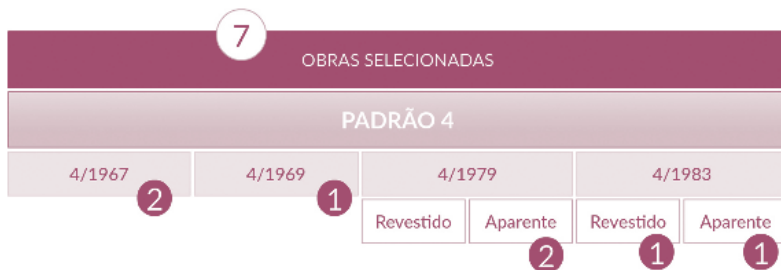 7
OBRAS SELECIONADAS
PADRÃO 4
4/1967
2
4/1969
1
4/1979
4/1983
Revestido
Aparente
2
Revestido
1
Aparente
1